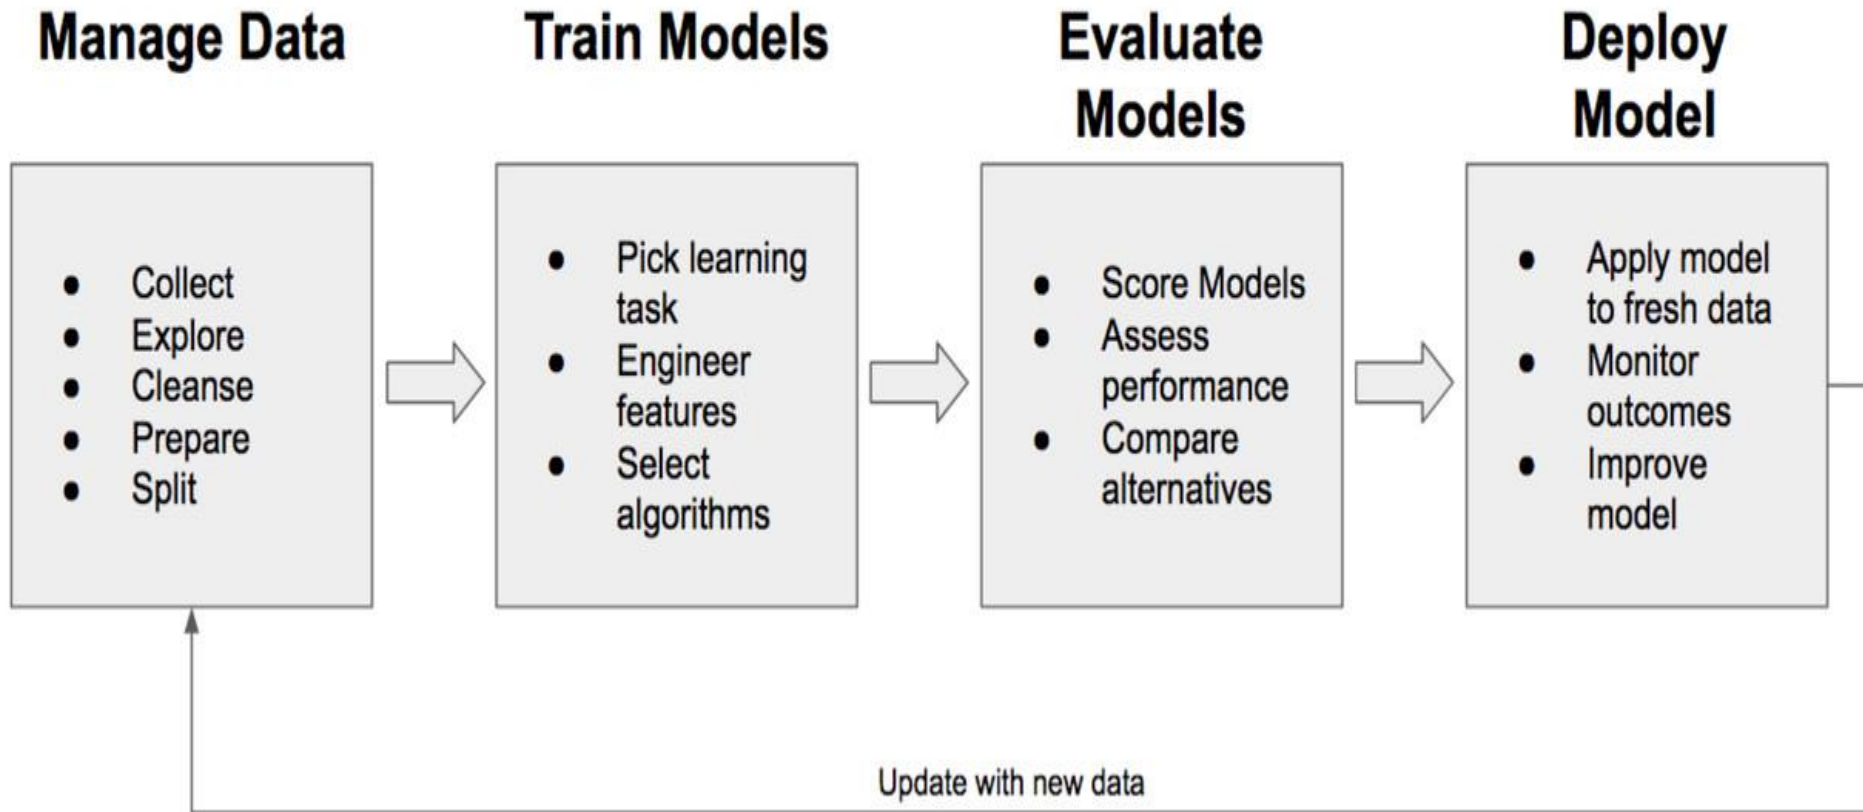 Manage Data
Train Models
Evaluate
Models
Deploy
Model
● Collect
● Explore
● Cleanse
● Prepare
● Split
● Pick learning
task
● Engineer
features
● Select
algorithms
● Score Models
● Assess
performance
● Compare
alternatives
● Apply model
to fresh data
● Monitor
outcomes
● Improve
model
Update with new data